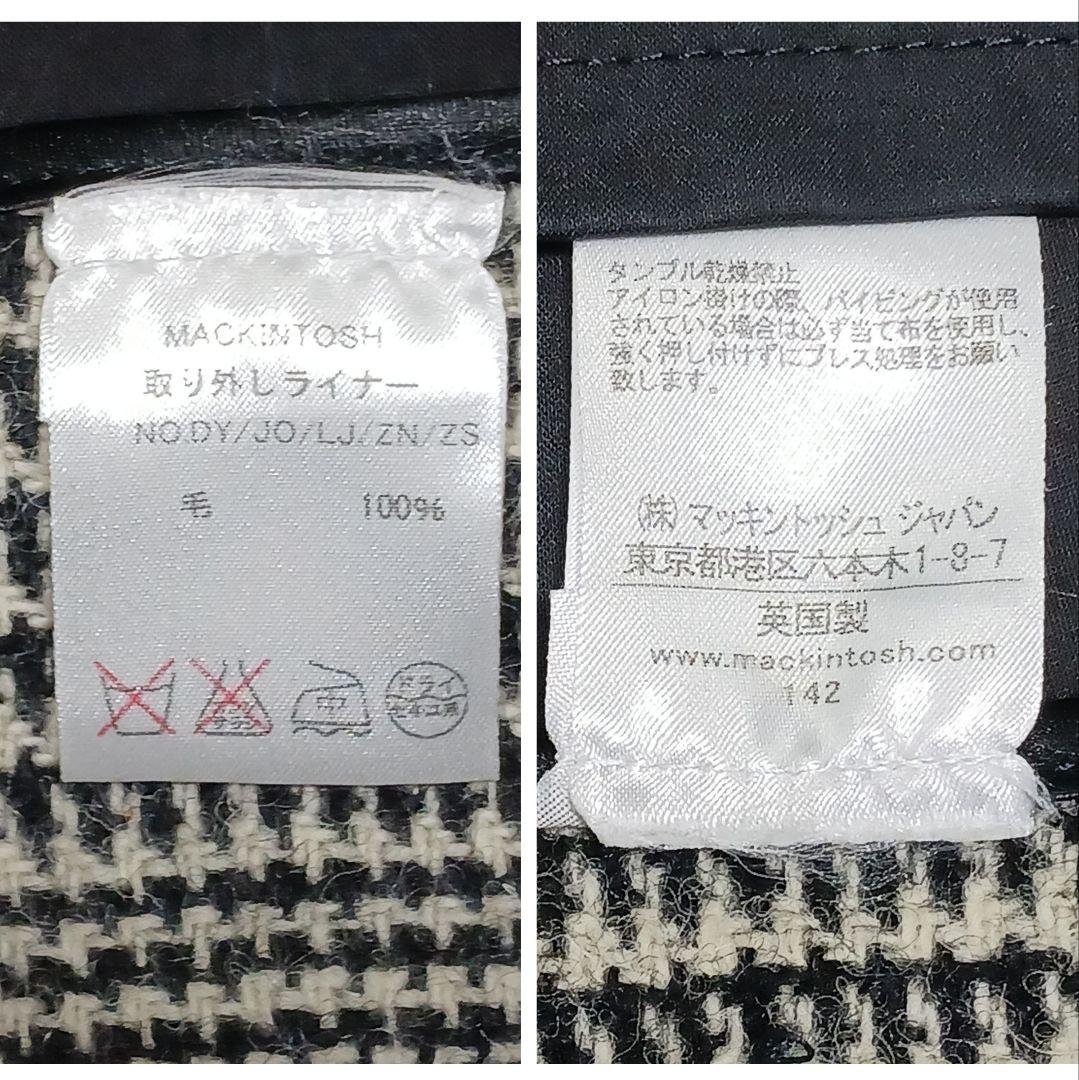 MACKINTOSH
取り外しライナー
NO.DY/JO/LJ/ZN/ZS
毛 100%
中
ドライ
タンブル乾燥禁止
アイロン掛けの際、パイピングが使用
されている場合は必ず当て布を使用し、
強く押し付けずにプレス処理をお願い
致します。
(株)マッキントッシュ ジャパン
東京都港区六本木1-8-7
英国製
www.mackintosh.com
142